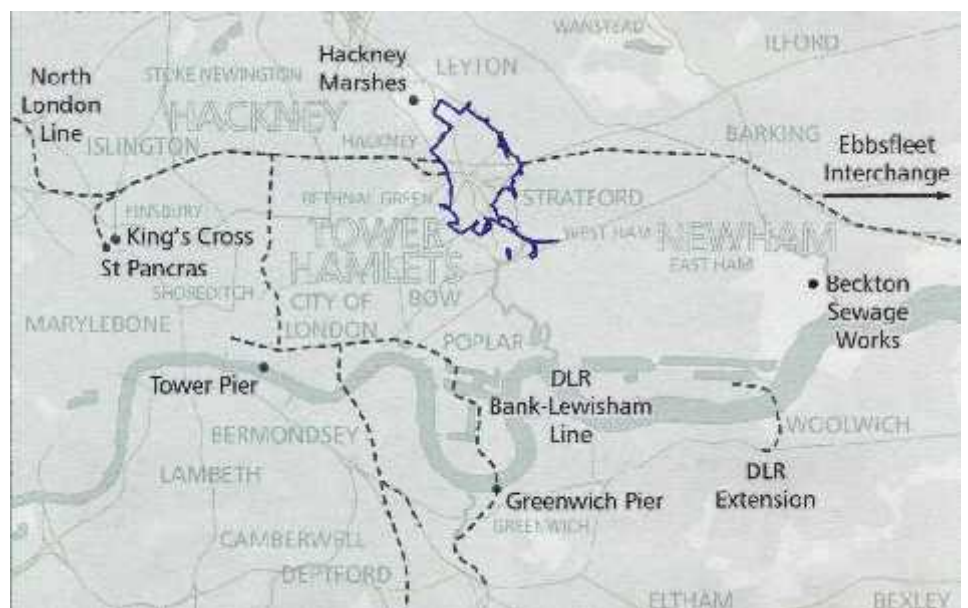 WANSTEAD
ILFORD
Hackney
Marshes
LEYTON
North
London
Line
STOKE NEWINGTON
HACKNEY
ISLINGTON
HACKNEY
BARKING
Ebbsfleet
Interchange
BETHNAL GREEN
STRATFORD
FINSBURY
King's Cross
St Pancras
TOWER
HAMLETS
WEST HAM
NEWHAM
EAST HAM
SHOREDITCH
CITY OF
LONDON
BOW
Beckton
Sewage
Works
MARYLEBONE
POPLAR
Tower Pier
DLR
Bank-Lewisham
Line
BERMONDSEY
WOOLWICH
LAMBETH
DLR
Extension
Greenwich Pier
GREENWICH
CAMBERWELL
DEPTFORD
ELTHAM
BEXLEY